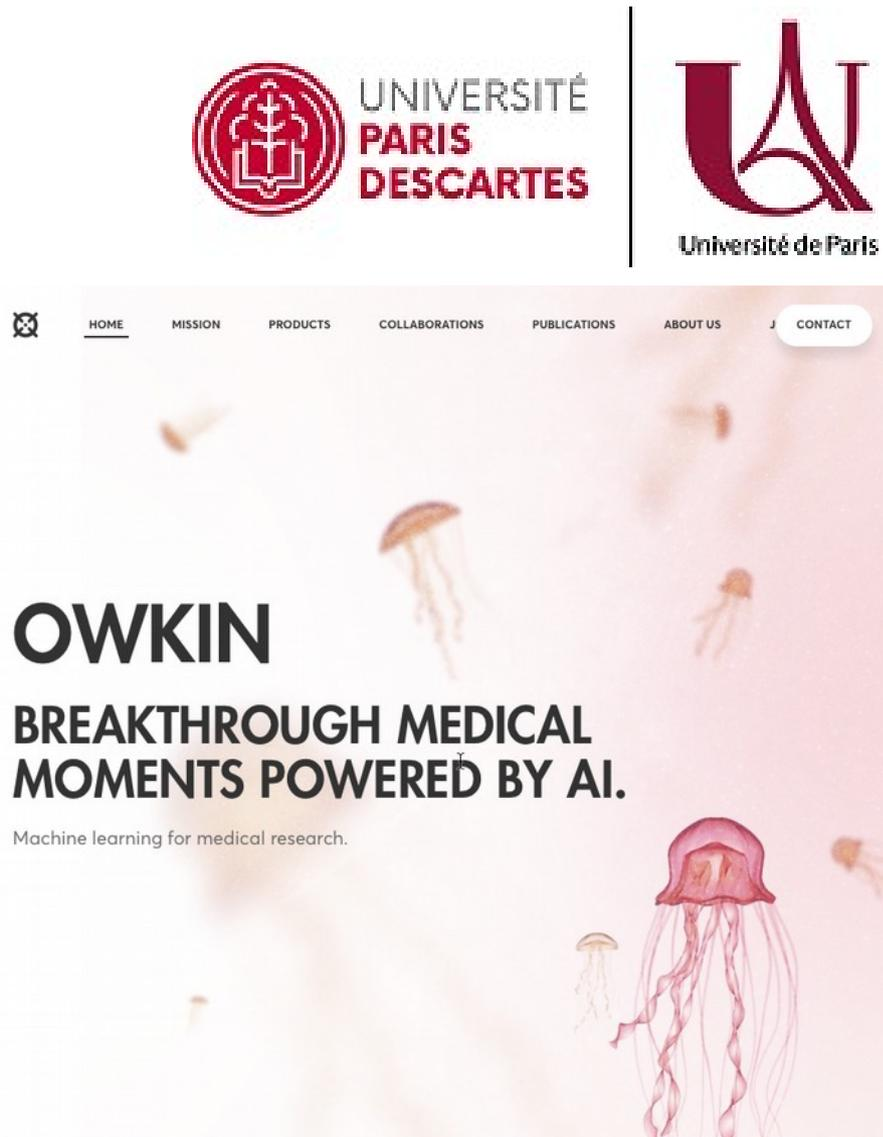 UNIVERSITÉ
PARIS
DESCARTES
Université de Paris
HOME MISSION PRODUCTS COLLABORATIONS PUBLICATIONS ABOUT US J CONTACT
OWKIN
BREAKTHROUGH MEDICAL
MOMENTS POWERED BY AI.
Machine learning for medical research.